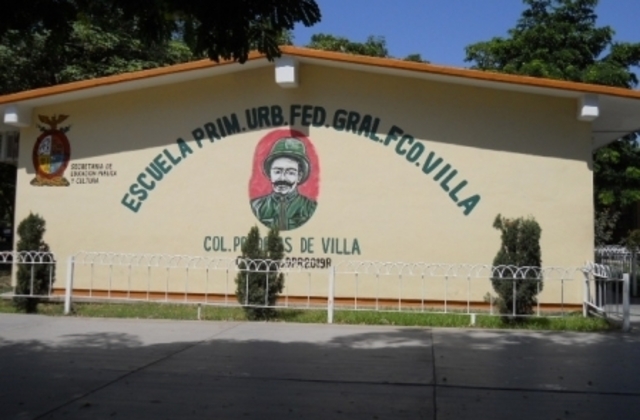 ESCUELA PRIM. URB. FED. GRAL. FCO. VILLA
SECRETARIA DE
EDUCACION PUBLICA
Y CULTURA
COL. DE VILLA